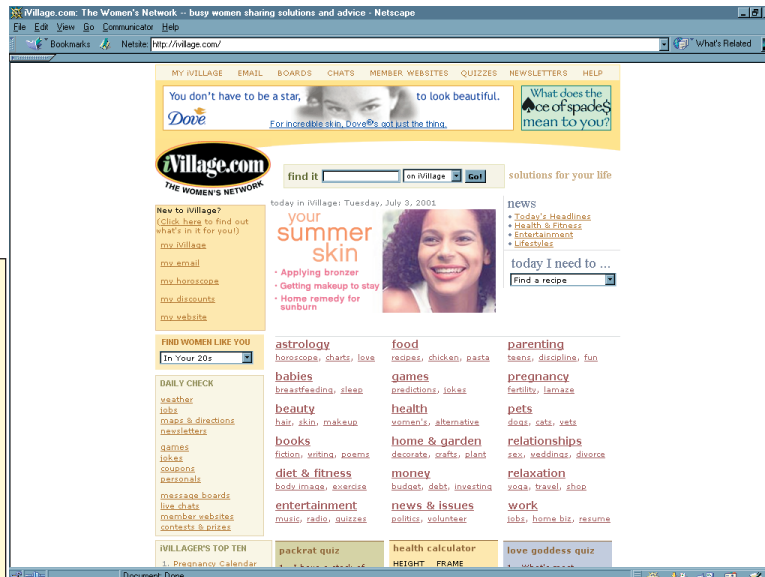 iVillage.com: The Women's Network -- busy women sharing solutions and advice - Netscape
File Edit View Go Communicator Help
Bookmarks Netsite: http://ivillage.com/ What's Related
MY iVILLAGE EMAIL BOARDS CHATS MEMBER WEBSITES QUIZZES NEWSLETTERS HELP
You don't have to be a star, to look beautiful.
Dove
For incredible skin, Dove®s got just the thing.
What does the
ace of spade$
mean to you?
iVillage.com
THE WOMEN'S NETWORK
find it on iVillage Go!
solutions for your life
New to iVillage?
(Click here to find out
what's in it for you!)
my iVillage
my email
my horoscope
my discounts
my website
today in iVillage: Tuesday, July 3, 2001
your
summer
skin
• Applying bronzer
• Getting makeup to stay
• Home remedy for
sunburn
news
• Today's Headlines
• Health & Fitness
• Entertainment
• Lifestyles
today I need to ...
Find a recipe
FIND WOMEN LIKE YOU
In Your 20s
DAILY CHECK
weather
jobs
maps & directions
newsletters
games
jokes
coupons
personals
message boards
live chats
member websites
contests & prizes
astrology
horoscope, charts, love
babies
breastfeeding, sleep
beauty
hair, skin, makeup
books
fiction, writing, poems
diet & fitness
body image, exercise
entertainment
music, radio, quizzes
food
recipes, chicken, pasta
games
predictions, jokes
health
women's, alternative
home & garden
decorate, crafts, plant
money
budget, debt, investing
news & issues
politics, volunteer
parenting
teens, discipline, fun
pregnancy
fertility, lamaze
pets
dogs, cats, vets
relationships
sex, weddings, divorce
relaxation
yoga, travel, shop
work
jobs, home biz, resume
iVILLAGER'S TOP TEN
1. Pregnancy Calendar
packrat quiz
health calculator
HEIGHT FRAME
love goddess quiz
1. What's most
Document: Done